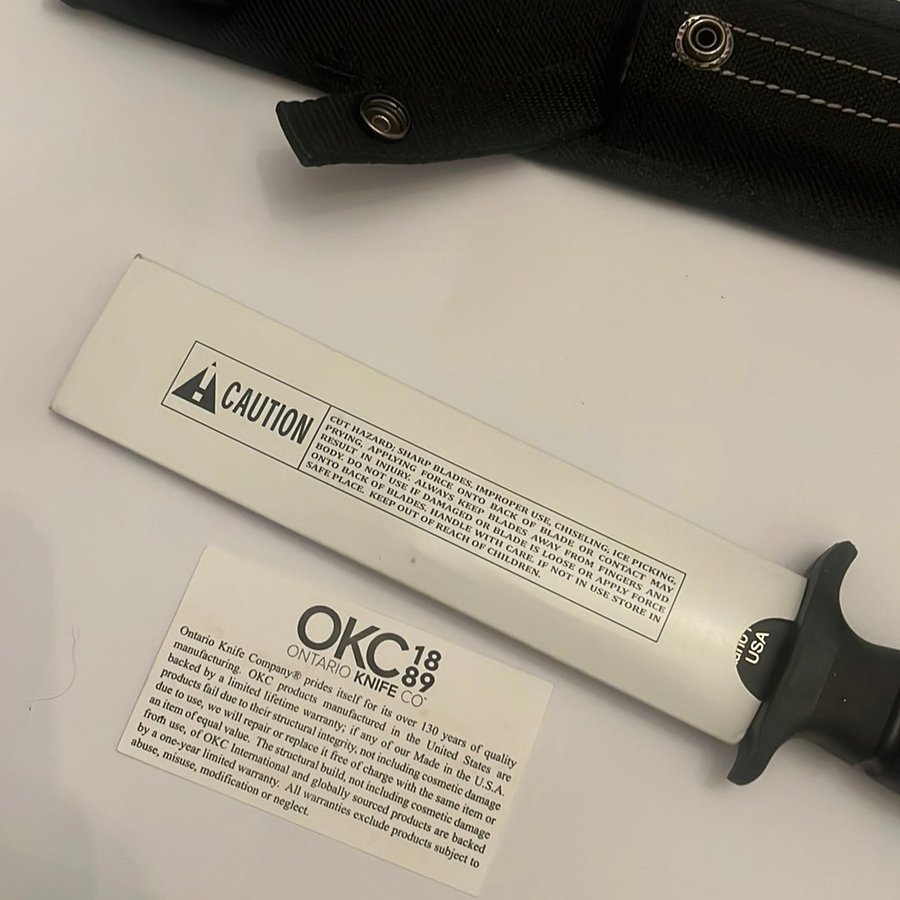 CAUTION
CUT HAZARD; SHARP BLADES. IMPROPER USE, CHISELING, ICE PICKING,
PRYING, APPLYING FORCE ONTO BACK OF BLADE OR CONTACT MAY
RESULT IN INJURY. ALWAYS KEEP BLADES AWAY FROM FINGERS AND
BODY. DO NOT USE IF DAMAGED OR BLADE IS LOOSE OR APPLY FORCE
ONTO BACK OF BLADES. HANDLE WITH CARE. IF NOT IN USE STORE IN
SAFE PLACE. KEEP OUT OF REACH OF CHILDREN.
USA
OKC 18
89
ONTARIO KNIFE CO
Ontario Knife Company® prides itself for its over 130 years of quality
manufacturing. OKC products manufactured in the United States are
backed by a limited lifetime warranty; if any of our Made in the U.S.A.
products fail due to their structural integrity, not including cosmetic damage
due to use, we will repair or replace it free of charge with the same item or
an item of equal value. The structural build, not including cosmetic damage
from use, of OKC International and globally sourced products are backed
by a one-year limited warranty. All warranties exclude products subject to
abuse, misuse, modification or neglect.